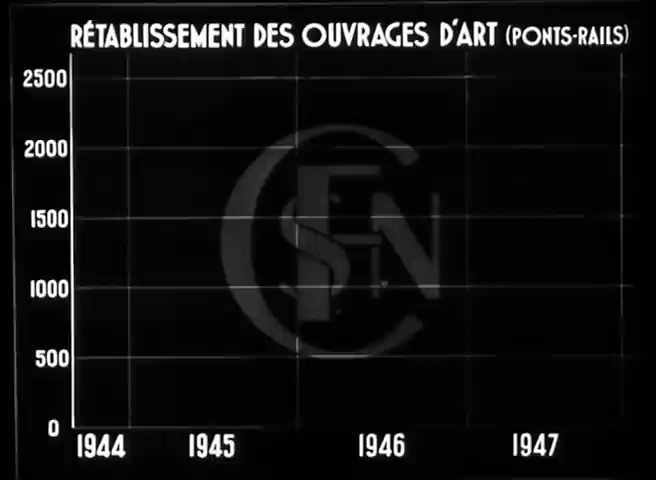 RÉTABLISSEMENT DES OUVRAGES D'ART (PONTS-RAILS)
2500
2000
1500
1000
500
0
1944 1945 1946 1947
SNCF